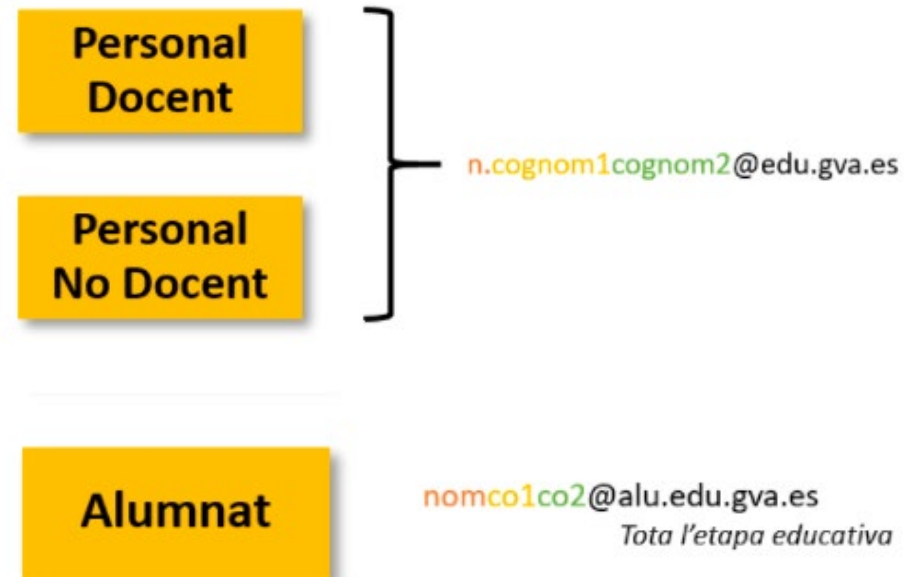 Personal
Docent
n.cognom1cognom2@edu.gva.es
Personal
No Docent
Alumnat
nomco1co2@alu.edu.gva.es
Tota l'etapa educativa